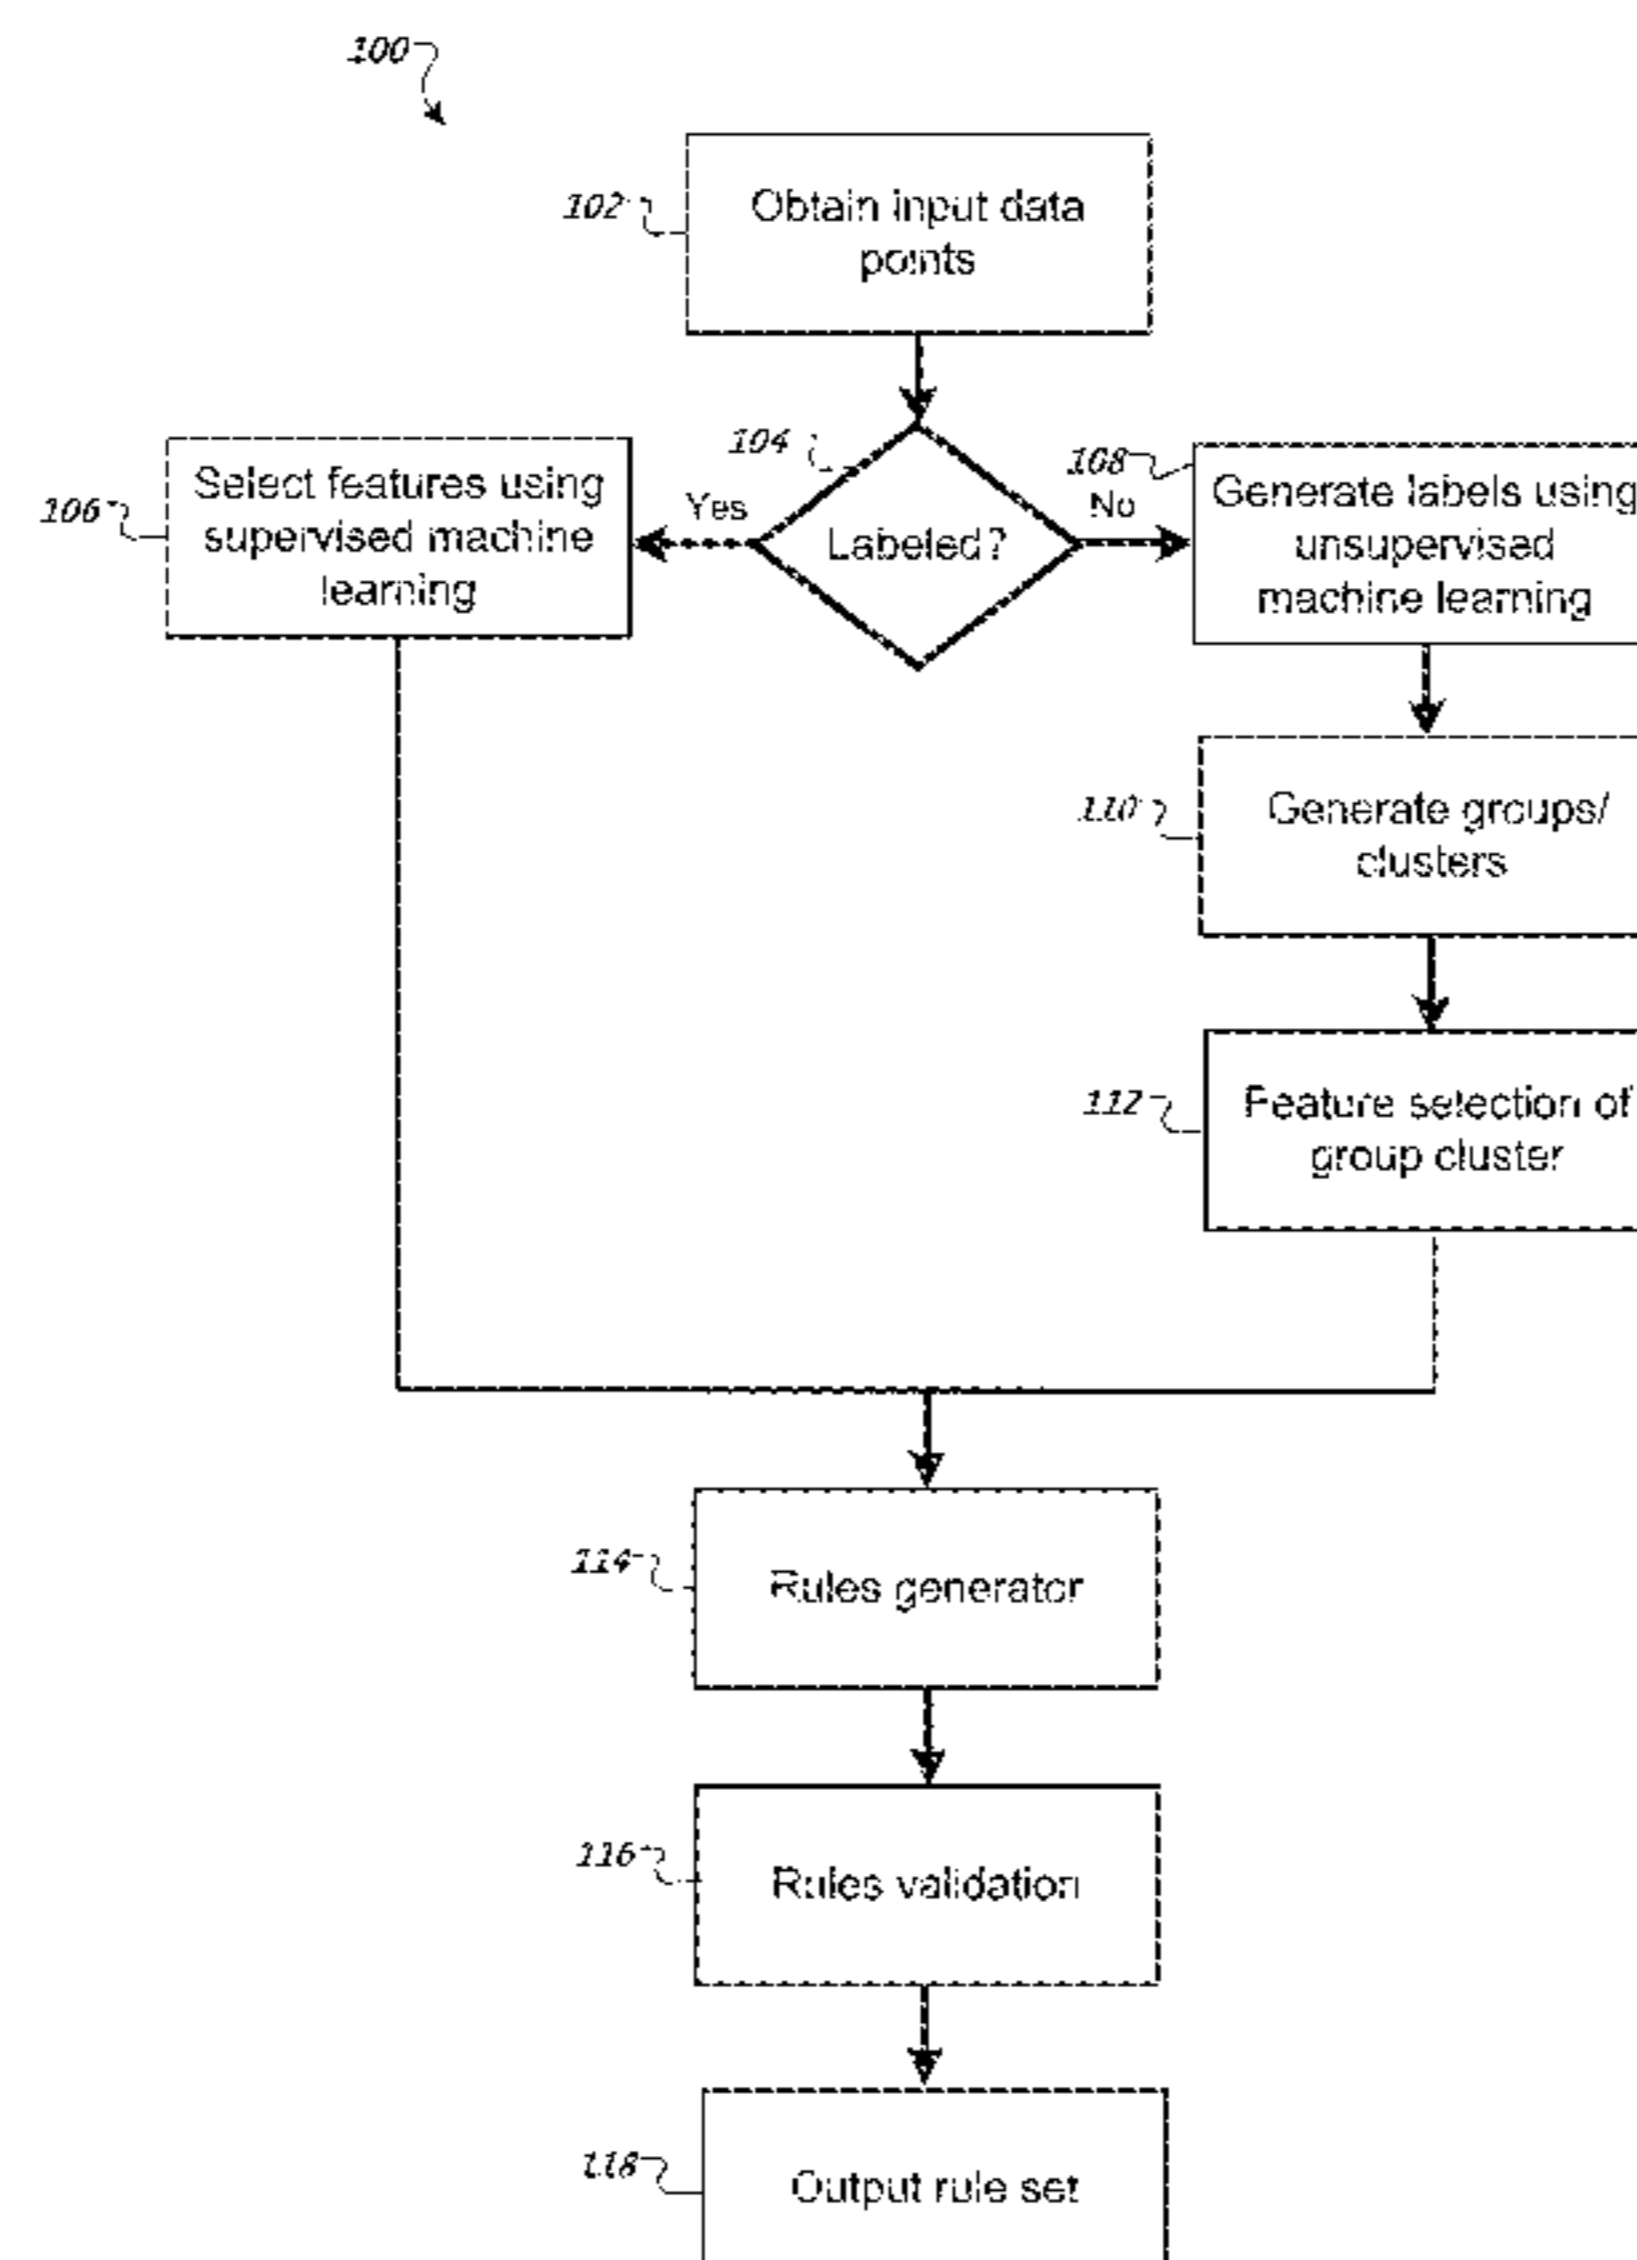 100
102
Obtain input data
points
104
Labeled?
Yes
No
106
Select features using
supervised machine
learning
108
Generate labels using
unsupervised
machine learning
110
Generate groups/
clusters
112
Feature selection of
group cluster
114
Rules generator
116
Rules validation
118
Output rule set